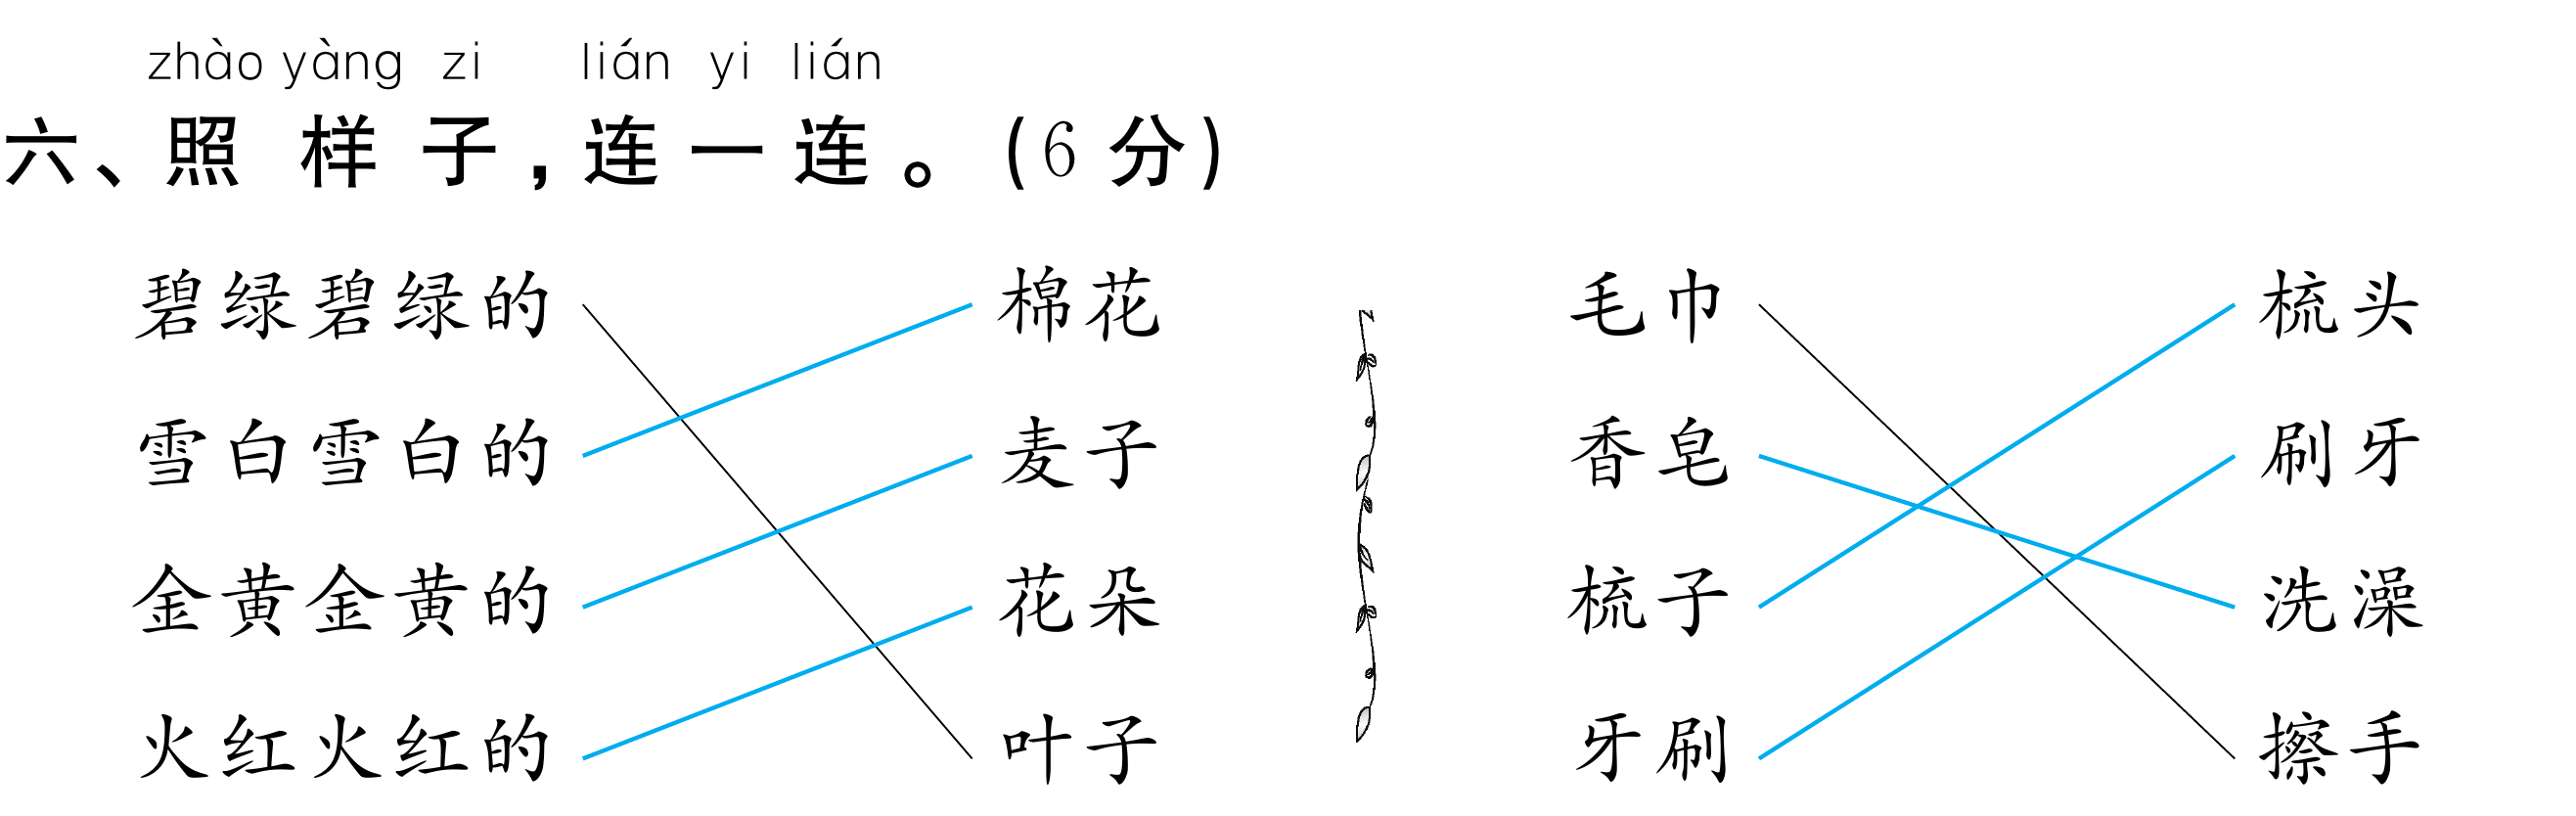 zhào yàng zi lián yi lián
六、照样子,连一连。(6分)
碧绿碧绿的 棉花 毛巾 梳头
雪白雪白的 麦子 香皂 刷牙
金黄金黄的 花朵 梳子 洗澡
火红火红的 叶子 牙刷 擦手